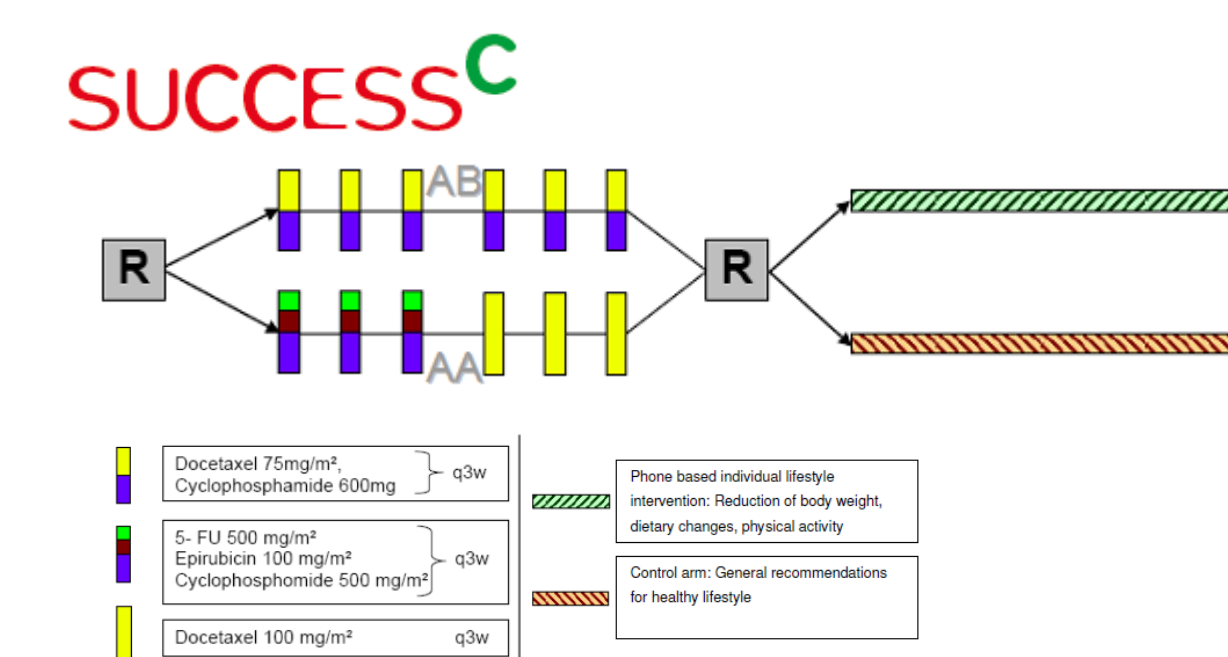 SUCCESS C
AB
R
R
AA
Docetaxel 75mg/m²,
Cyclophosphamide 600mg
q3w
5- FU 500 mg/m²
Epirubicin 100 mg/m²
Cyclophosphomide 500 mg/m²
q3w
Docetaxel 100 mg/m² q3w
Phone based individual lifestyle
intervention: Reduction of body weight,
dietary changes, physical activity
Control arm: General recommendations
for healthy lifestyle